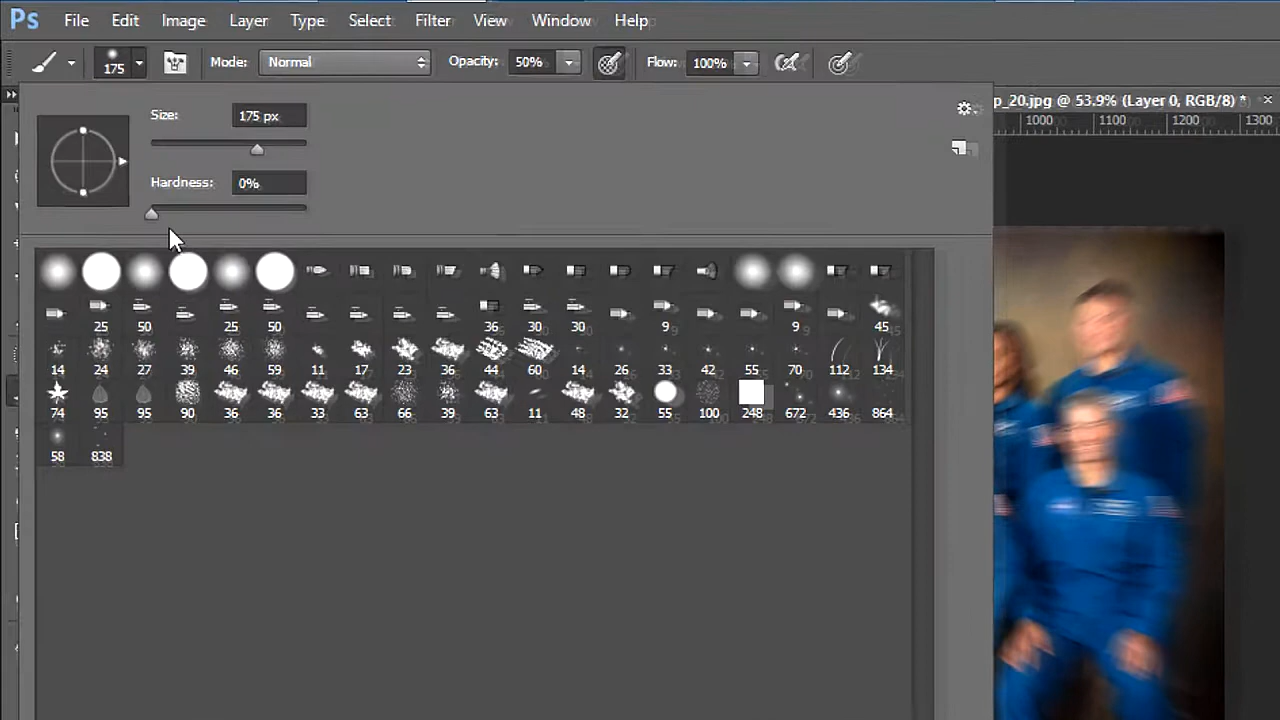 Ps File Edit Image Layer Type Select Filter View Window Help
175 Mode: Normal Opacity: 50% Flow: 100%
Size: 175 px
p_20.jpg @ 53.9% (Layer 0, RGB/8) * ×
1000 1100 1200 1300
Hardness: 0%
25 50 25 50 36 30 30 9 9 45
14 24 27 39 46 59 11 17 23 36 44 60 14 26 33 42 55 70 112 134
74 95 95 90 36 36 33 63 66 39 63 11 48 32 55 100 248 672 436 864
58 838